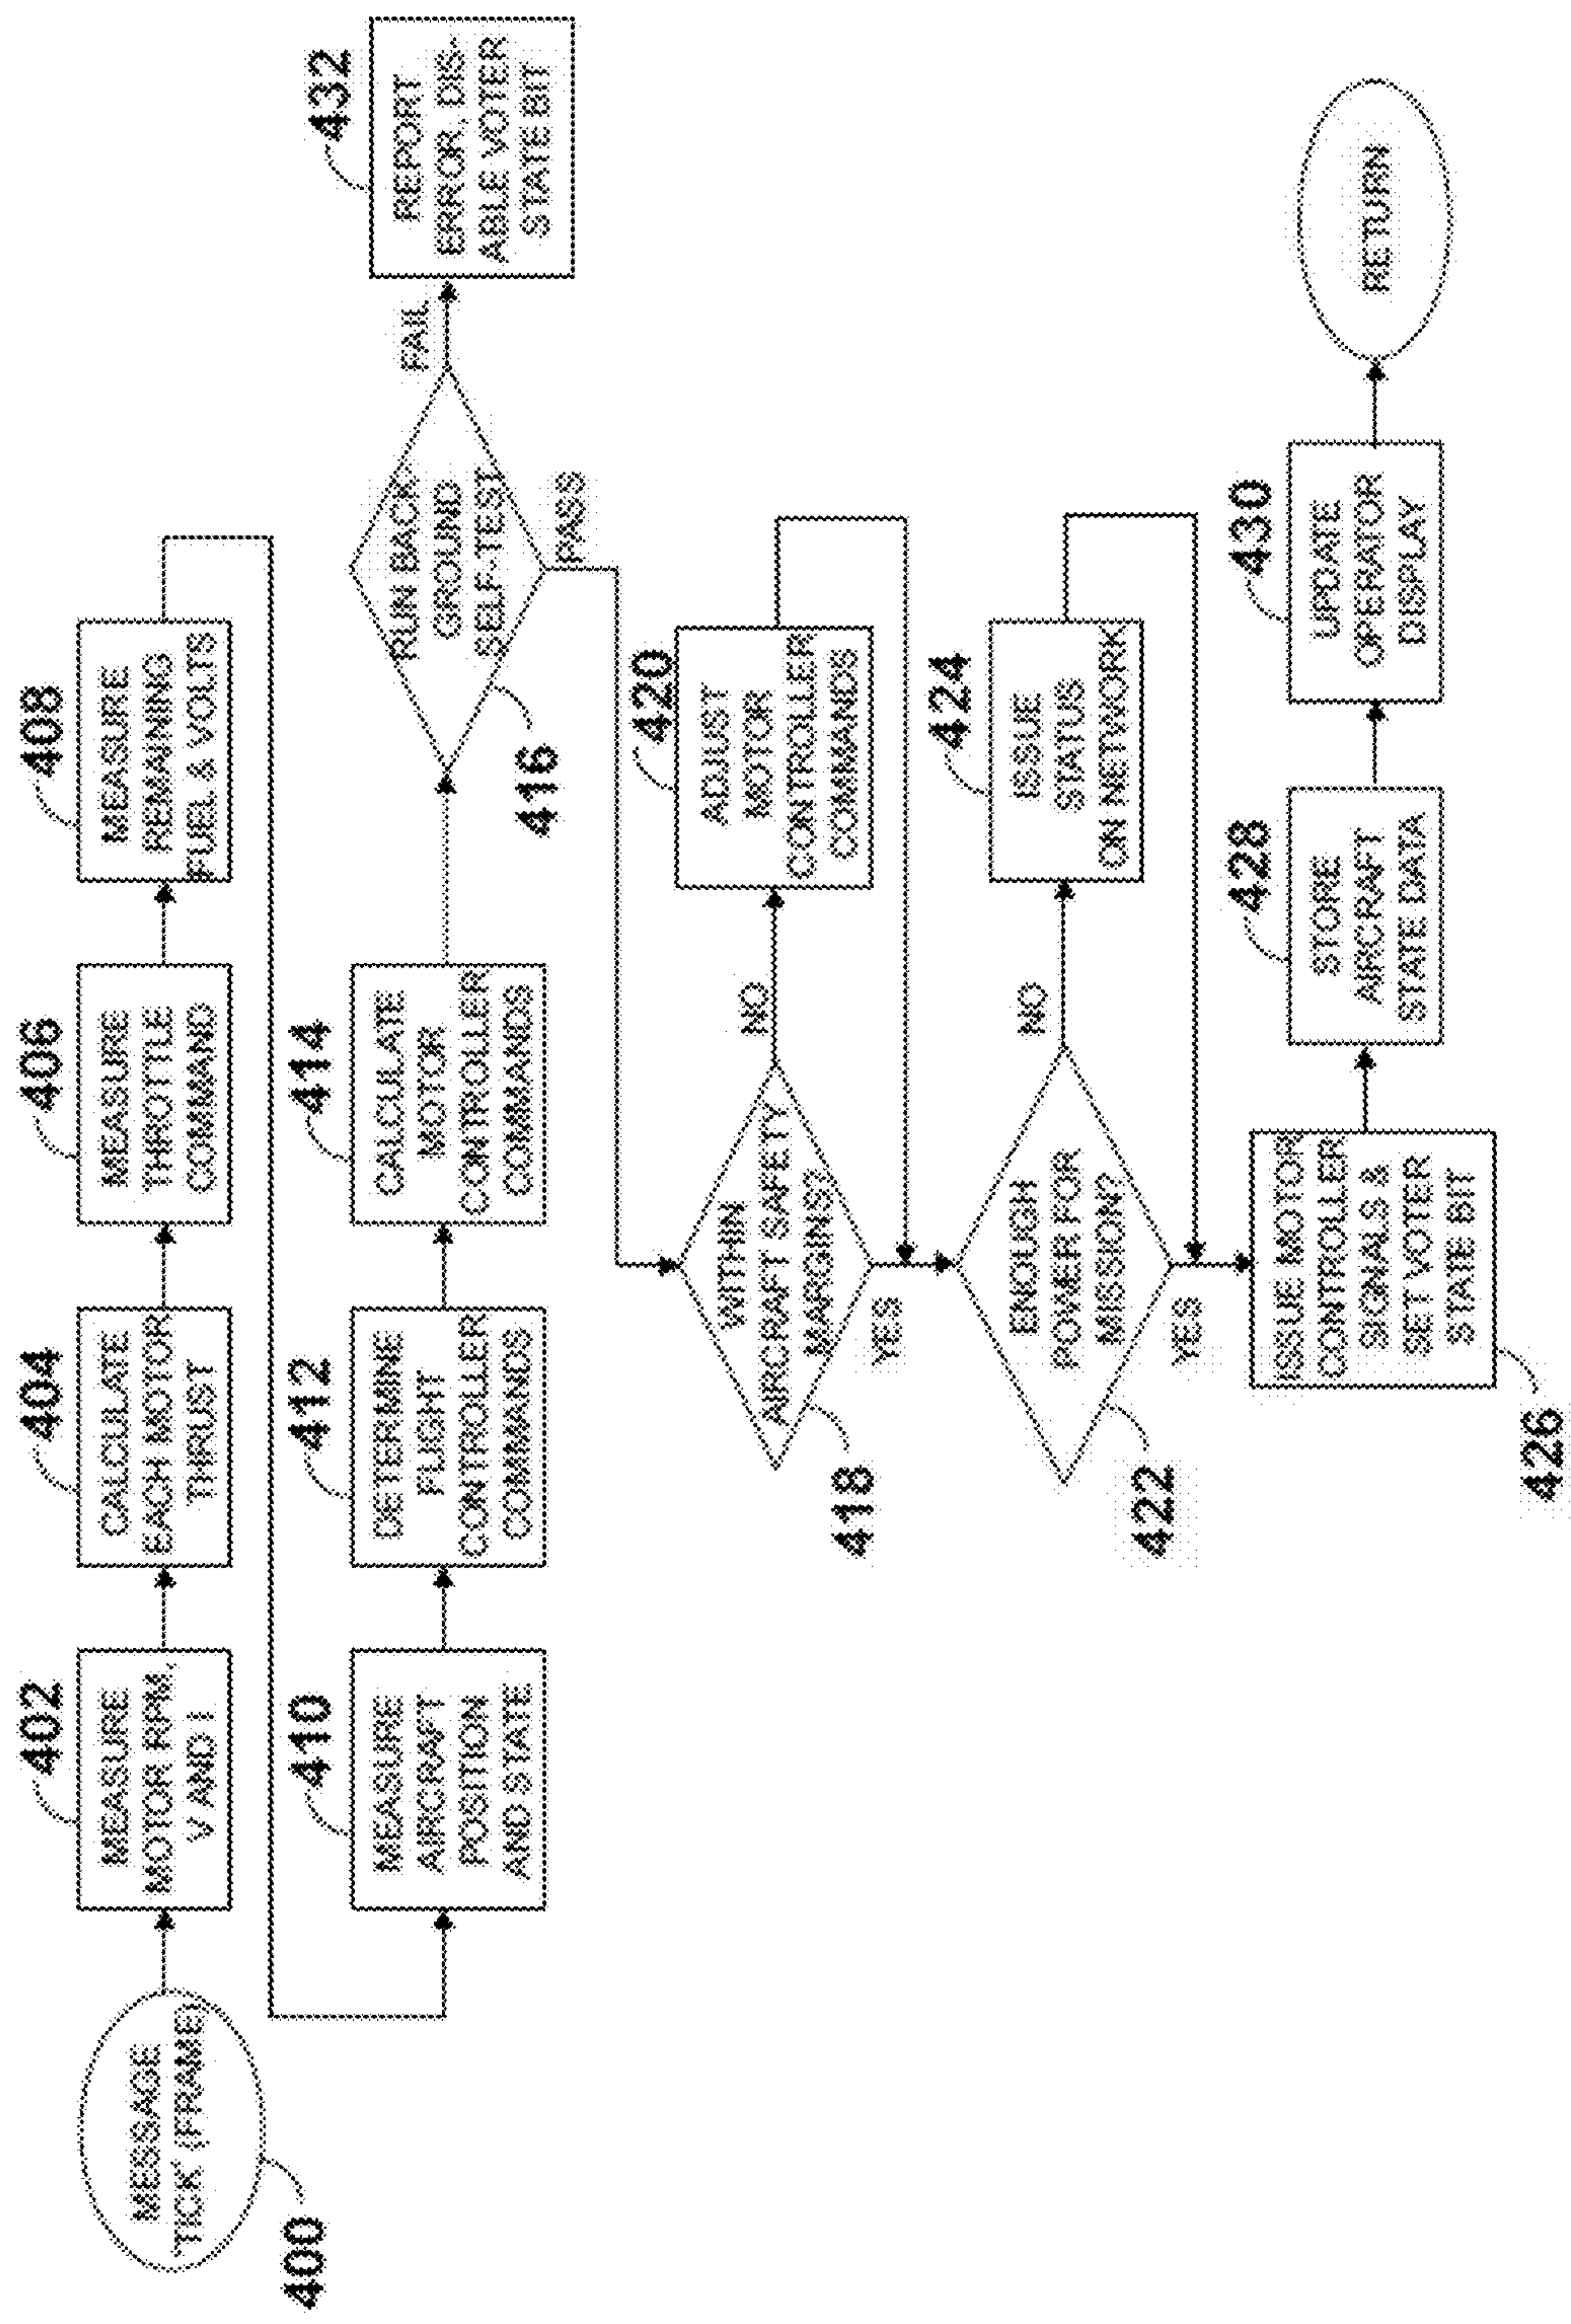 400
MESSAGE
'TICK' (FRAME)
402
MEASURE
MOTOR RPM,
V AND I
404
CALCULATE
EACH MOTOR
THRUST
406
MEASURE
THROTTLE
COMMAND
408
MEASURE
REMAINING
FUEL & VOLTS
410
MEASURE
AIRCRAFT
POSITION
AND STATE
412
DETERMINE
FLIGHT
CONTROLLER
COMMANDS
414
CALCULATE
MOTOR
CONTROLLER
COMMANDS
416
RUN BACK-
GROUND
SELF-TEST
FAIL
PASS
432
REPORT
ERROR, DIS-
ABLE VOTER
STATE BIT
418
WITHIN
AIRCRAFT SAFETY
MARGINS?
NO
YES
420
ADJUST
MOTOR
CONTROLLER
COMMANDS
422
ENOUGH
POWER FOR
MISSION?
NO
YES
424
ISSUE
STATUS
ON NETWORK
426
ISSUE MOTOR
CONTROLLER
SIGNALS &
SET VOTER
STATE BIT
428
STORE
AIRCRAFT
STATE DATA
430
UPDATE
OPERATOR
DISPLAY
RETURN